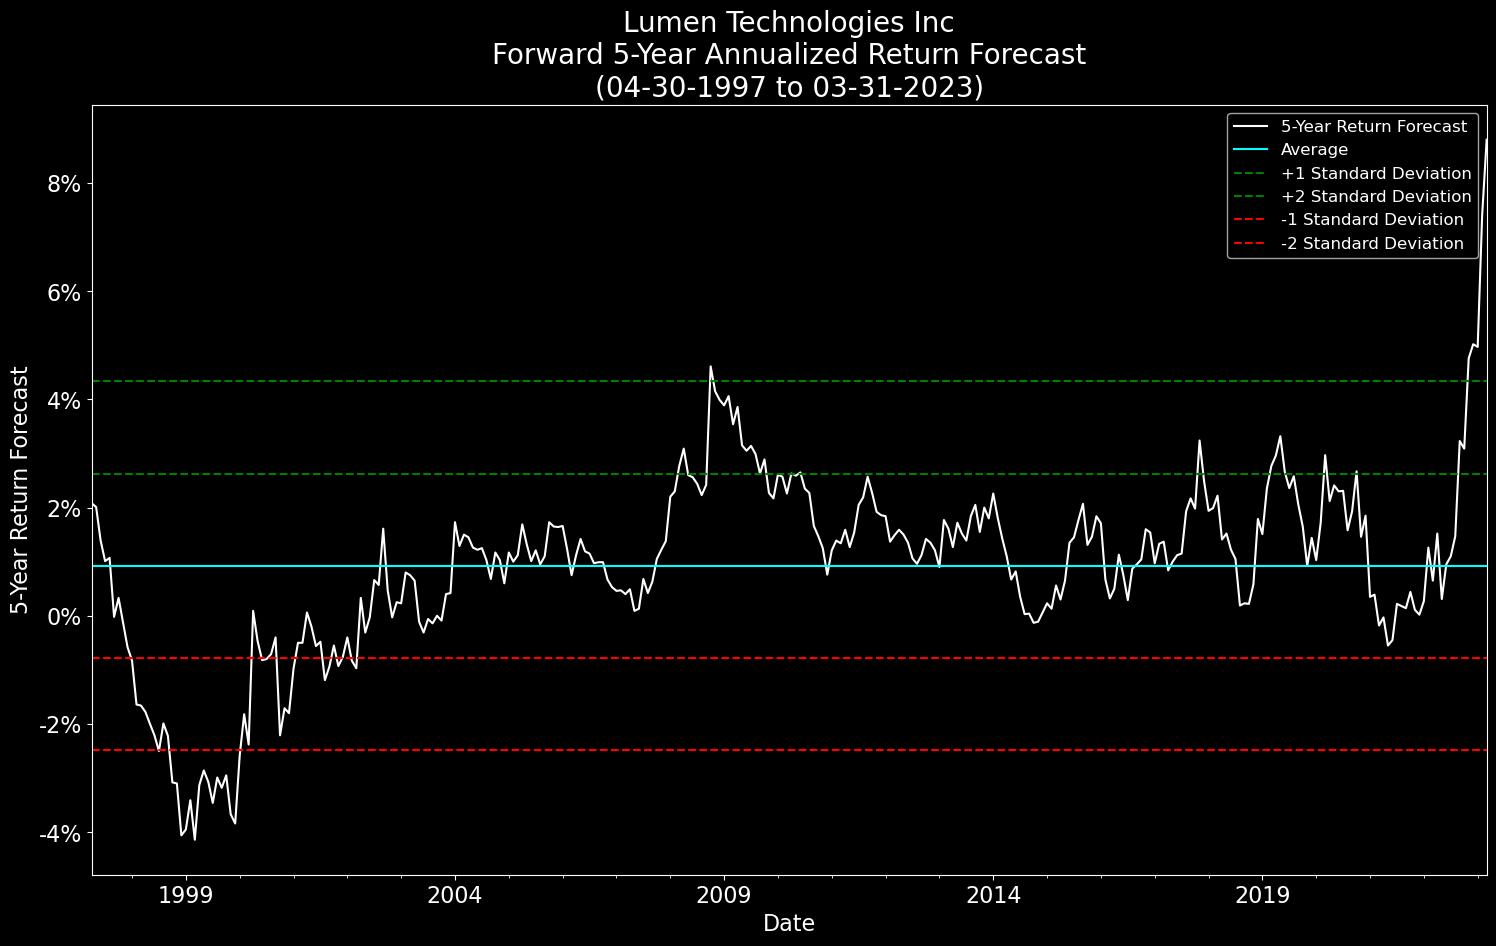 Lumen Technologies Inc
Forward 5-Year Annualized Return Forecast
(04-30-1997 to 03-31-2023)
5-Year Return Forecast
Average
+1 Standard Deviation
+2 Standard Deviation
-1 Standard Deviation
-2 Standard Deviation
8%
6%
4%
2%
0%
-2%
-4%
5-Year Return Forecast
1999
2004
2009
2014
2019
Date